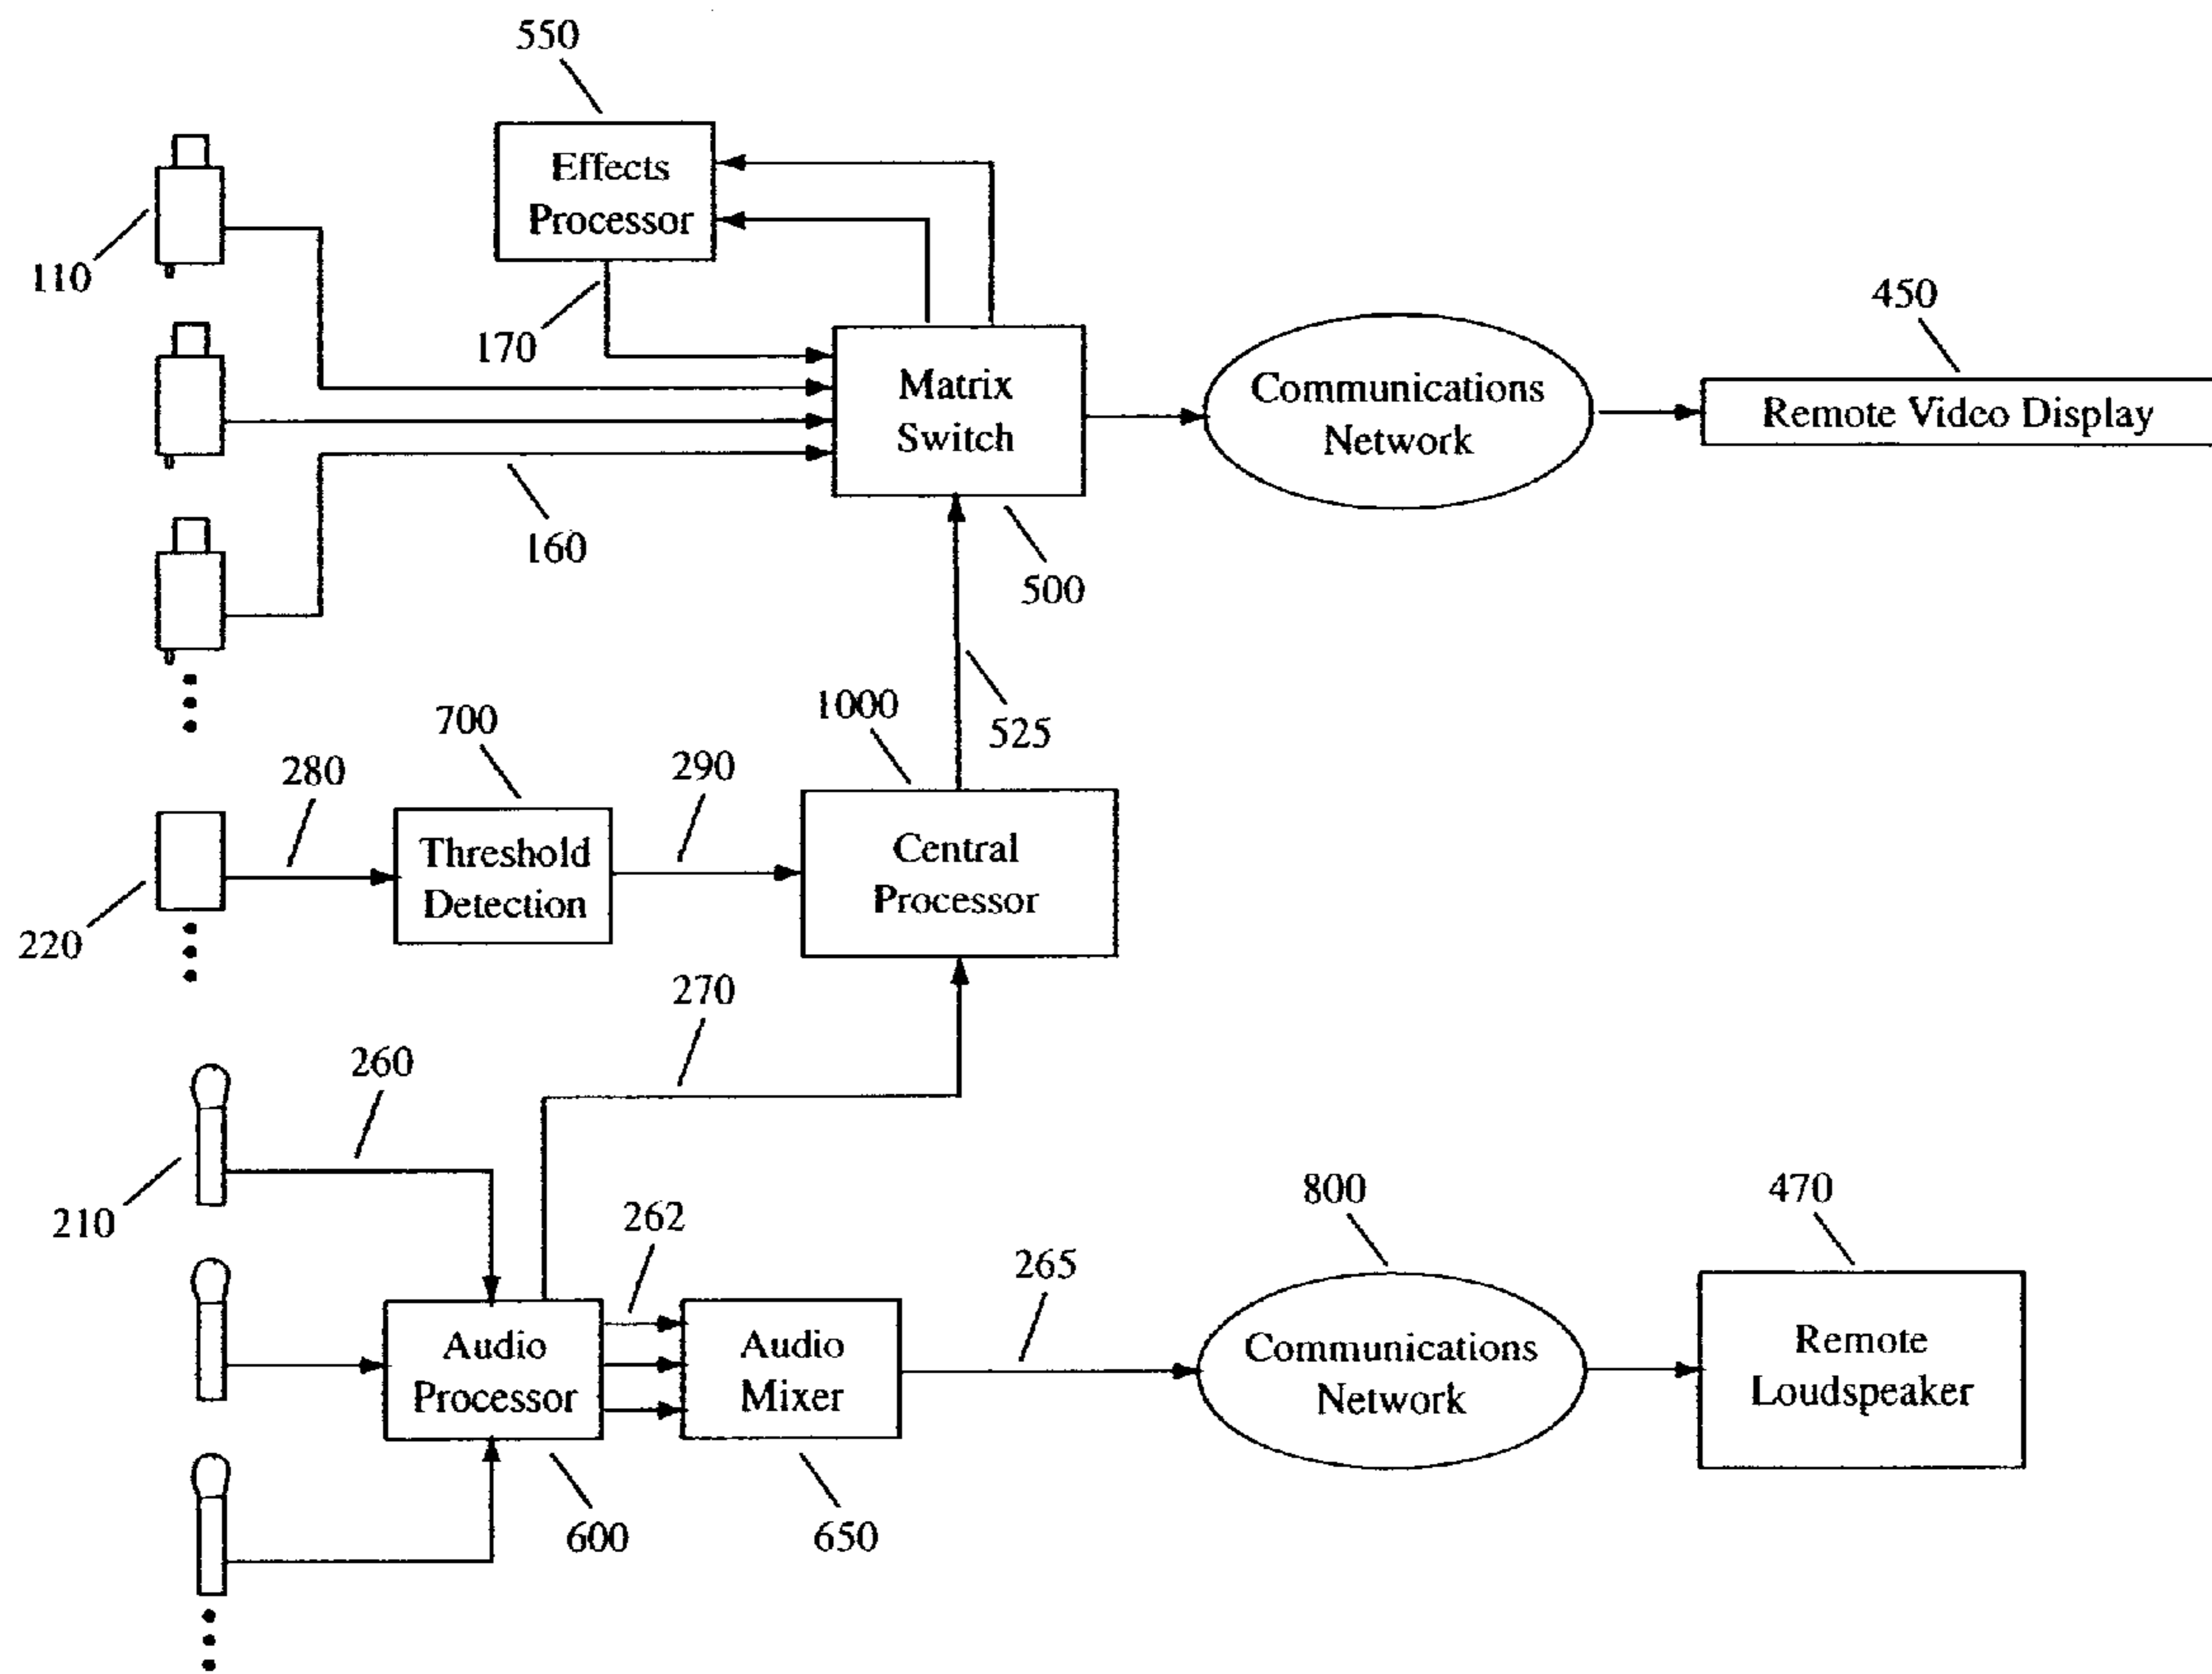 550
Effects
Processor
110
170
450
Matrix
Switch
Communications
Network
Remote Video Display
160
500
525
700
1000
280
290
Threshold
Detection
Central
Processor
220
270
260
210
262
265
800
470
Audio
Processor
Audio
Mixer
Communications
Network
Remote
Loudspeaker
600
650